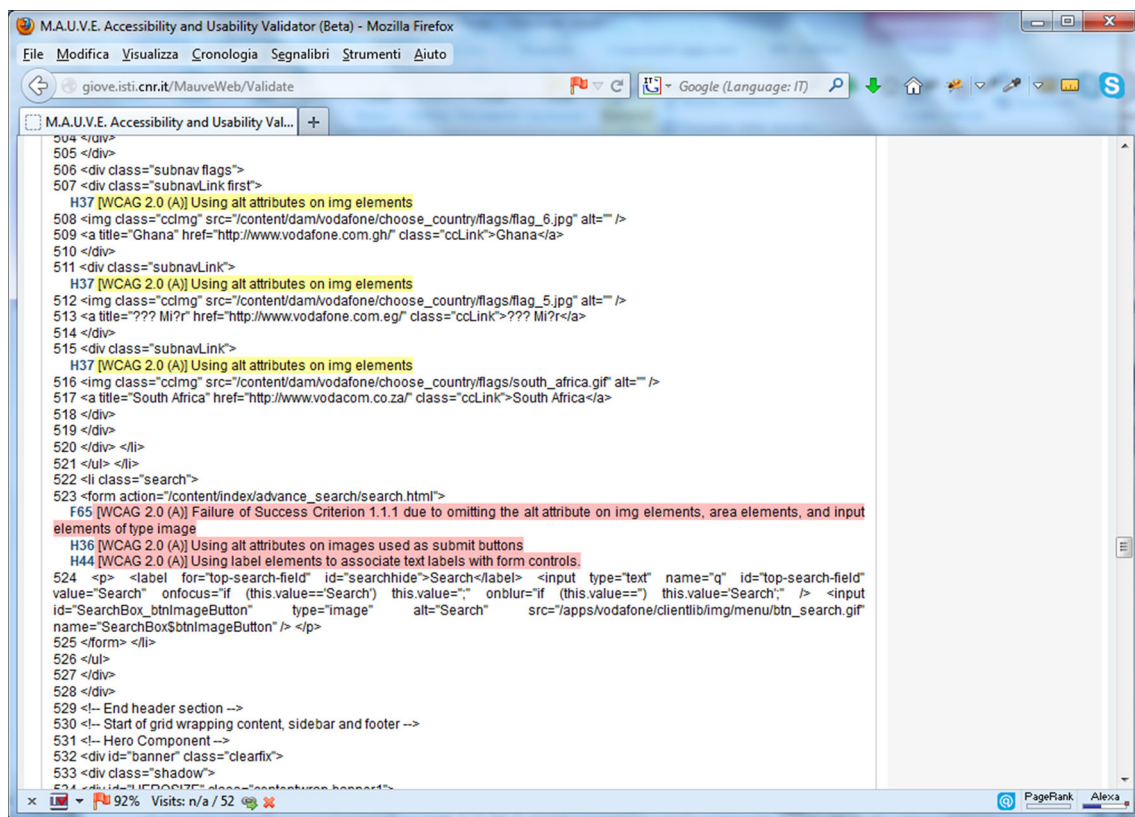 M.A.U.V.E. Accessibility and Usability Validator (Beta) - Mozilla Firefox
File Modifica Visualizza Cronologia Segnalibri Strumenti Aiuto
giove.isti.cnr.it/MauveWeb/Validate
Google (Language: IT)
M.A.U.V.E. Accessibility and Usability Val... +
504 </div>
505 </div>
506 <div class="subnav flags">
507 <div class="subnavLink first">
H37 [WCAG 2.0 (A)] Using alt attributes on img elements
508 <img class="ccImg" src="/content/dam/vodafone/choose_country/flags/flag_6.jpg" alt="" />
509 <a title="Ghana" href="http://www.vodafone.com.gh/" class="ccLink">Ghana</a>
510 </div>
511 <div class="subnavLink">
H37 [WCAG 2.0 (A)] Using alt attributes on img elements
512 <img class="ccImg" src="/content/dam/vodafone/choose_country/flags/flag_5.jpg" alt="" />
513 <a title="??? Mi?r" href="http://www.vodafone.com.eg/" class="ccLink">??? Mi?r</a>
514 </div>
515 <div class="subnavLink">
H37 [WCAG 2.0 (A)] Using alt attributes on img elements
516 <img class="ccImg" src="/content/dam/vodafone/choose_country/flags/south_africa.gif" alt="" />
517 <a title="South Africa" href="http://www.vodacom.co.za/" class="ccLink">South Africa</a>
518 </div>
519 </div>
520 </div> </li>
521 </ul> </li>
522 <li class="search">
523 <form action="/content/index/advance_search/search.html">
F65 [WCAG 2.0 (A)] Failure of Success Criterion 1.1.1 due to omitting the alt attribute on img elements, area elements, and input
elements of type image
H36 [WCAG 2.0 (A)] Using alt attributes on images used as submit buttons
H44 [WCAG 2.0 (A)] Using label elements to associate text labels with form controls.
524 <p> <label for="top-search-field" id="searchhide">Search</label> <input type="text" name="q" id="top-search-field"
value="Search" onfocus="if (this.value=='Search') this.value='';" onblur="if (this.value=='') this.value='Search';" /> <input
id="SearchBox_btnImageButton" type="image" alt="Search" src="/apps/vodafone/clientlib/img/menu/btn_search.gif"
name="SearchBox$btnImageButton" /> </p>
525 </form> </li>
526 </ul>
527 </div>
528 </div>
529 <!-- End header section -->
530 <!-- Start of grid wrapping content, sidebar and footer -->
531 <!-- Hero Component -->
532 <div id="banner" class="clearfix">
533 <div class="shadow">
534 <div id="HEROSIZE" class="contentwrap banner1">
92% Visits: n/a / 52
PageRank Alexa